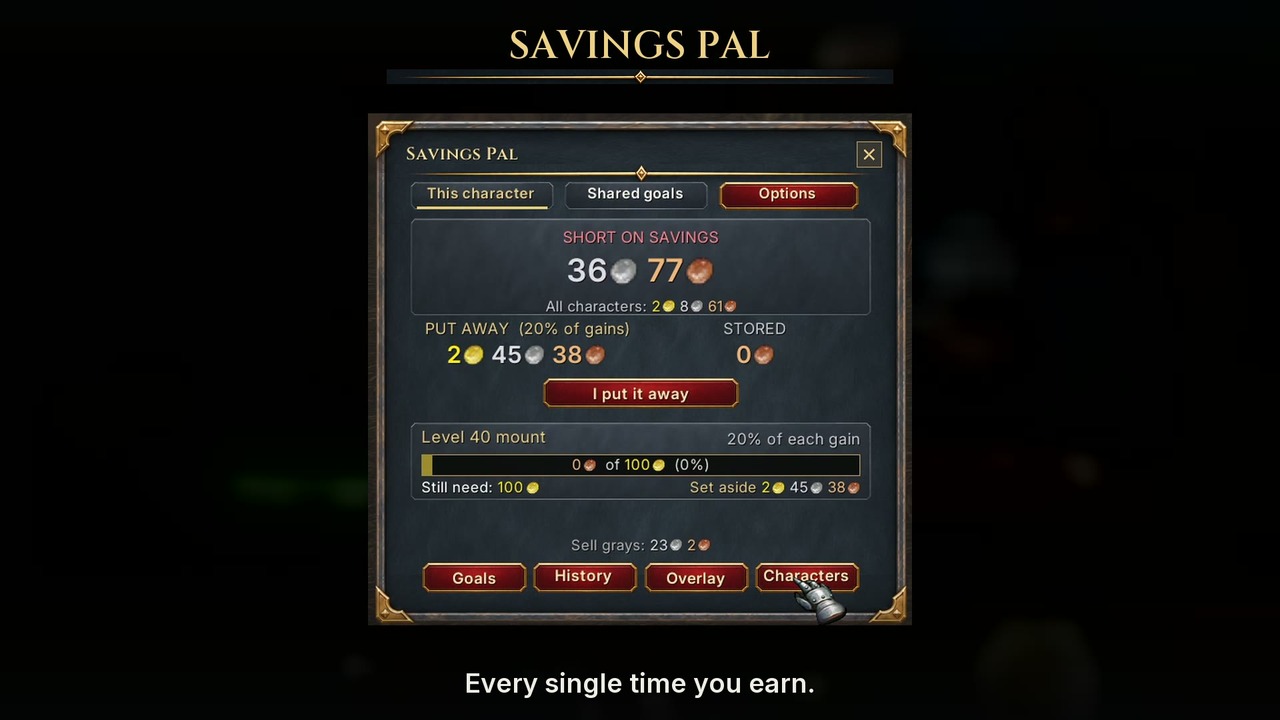 SAVINGS PAL
Savings Pal
This character Shared goals Options
SHORT ON SAVINGS
36 77
All characters: 2 8 61
PUT AWAY (20% of gains) STORED
2 45 38 0
I put it away
Level 40 mount 20% of each gain
0 of 100 (0%)
Still need: 100 Set aside 2 45 38
Sell grays: 23 2
Goals History Overlay Characters
Every single time you earn.